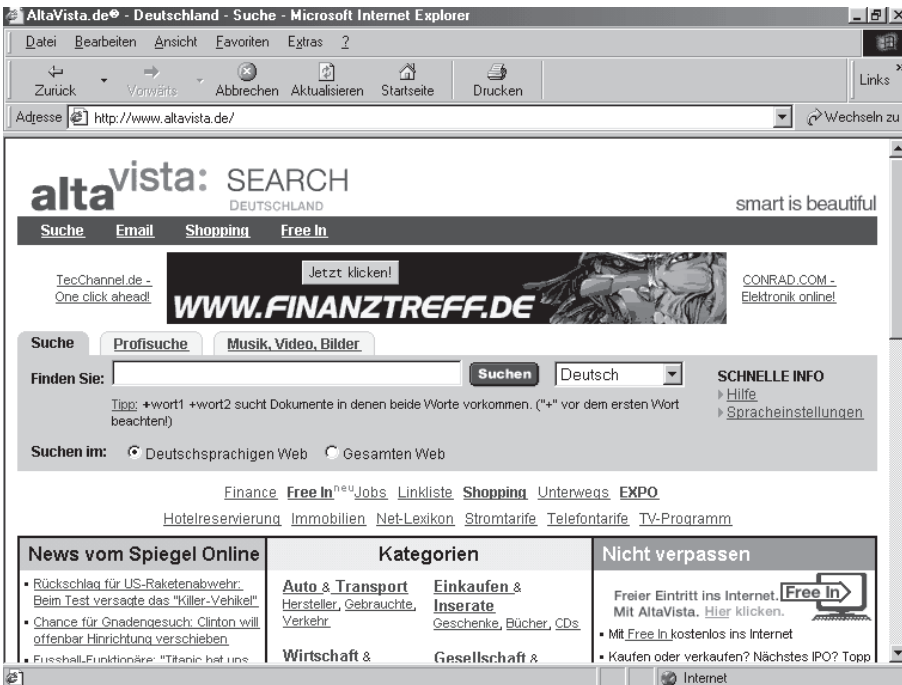 AltaVista.de® - Deutschland - Suche - Microsoft Internet Explorer
Datei Bearbeiten Ansicht Favoriten Extras ?
Zurück Vorwärts Abbrechen Aktualisieren Startseite Drucken Links
Adresse http://www.altavista.de/ Wechseln zu
altavista: SEARCH
DEUTSCHLAND
smart is beautiful
Suche Email Shopping Free In
TecChannel.de -
One click ahead!
Jetzt klicken!
WWW.FINANZTREFF.DE
CONRAD.COM -
Elektronik online!
Suche Profisuche Musik, Video, Bilder
Finden Sie: Suchen Deutsch
Tipp: +wort1 +wort2 sucht Dokumente in denen beide Worte vorkommen. ("+" vor dem ersten Wort
beachten!)
SCHNELLE INFO
Hilfe
Spracheinstellungen
Suchen im: Deutschsprachigen Web Gesamten Web
Finance Free In neu Jobs Linkliste Shopping Unterwegs EXPO
Hotelreservierung Immobilien Net-Lexikon Stromtarife Telefontarife TV-Programm
News vom Spiegel Online
Rückschlag für US-Raketenabwehr:
Beim Test versagte das "Killer-Vehikel"
Chance für Gnadengesuch: Clinton will
offenbar Hinrichtung verschieben
Fussball-Funktionäre: "Titanic hat uns
Kategorien
Auto & Transport
Hersteller, Gebrauchte,
Verkehr
Einkaufen &
Inserate
Geschenke, Bücher, CDs
Wirtschaft &
Gesellschaft &
Nicht verpassen
Freier Eintritt ins Internet. Free In
Mit AltaVista. Hier klicken.
Mit Free In kostenlos ins Internet
Kaufen oder verkaufen? Nächstes IPO? Topp
Internet